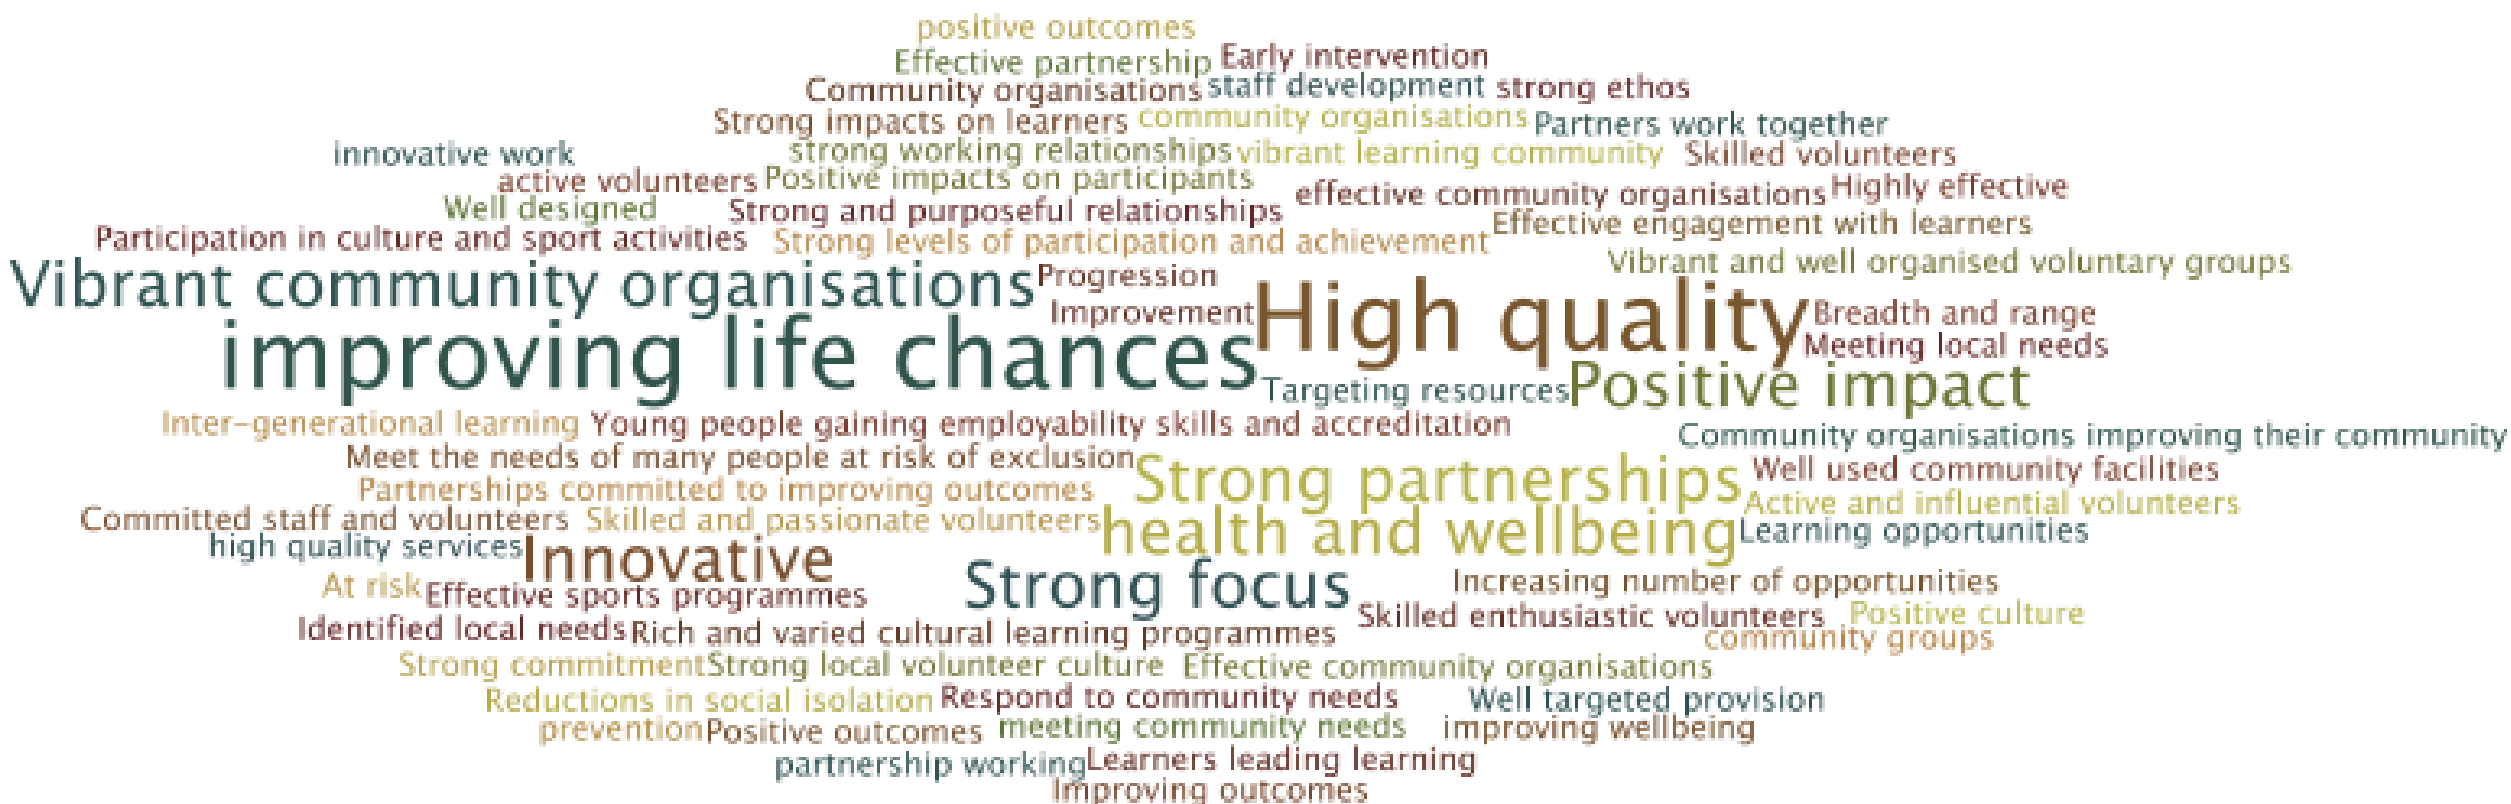 positive outcomes
Effective partnership Early intervention
Community organisations staff development strong ethos
Strong impacts on learners community organisations Partners work together
innovative work strong working relationships vibrant learning community Skilled volunteers
active volunteers Positive impacts on participants effective community organisations Highly effective
Well designed Strong and purposeful relationships Effective engagement with learners
Participation in culture and sport activities Strong levels of participation and achievement
Vibrant and well organised voluntary groups
Vibrant community organisations Progression
Improvement High quality Breadth and range
improving life chances Meeting local needs
Targeting resources Positive impact
Inter-generational learning Young people gaining employability skills and accreditation
Community organisations improving their community
Meet the needs of many people at risk of exclusion
Strong partnerships Well used community facilities
Partnerships committed to improving outcomes Active and influential volunteers
Committed staff and volunteers Skilled and passionate volunteers health and wellbeing Learning opportunities
high quality services Innovative
At risk Strong focus Increasing number of opportunities
Effective sports programmes Skilled enthusiastic volunteers Positive culture
Identified local needs Rich and varied cultural learning programmes community groups
Strong commitment Strong local volunteer culture Effective community organisations
Reductions in social isolation Respond to community needs Well targeted provision
prevention Positive outcomes meeting community needs improving wellbeing
partnership working Learners leading learning
Improving outcomes